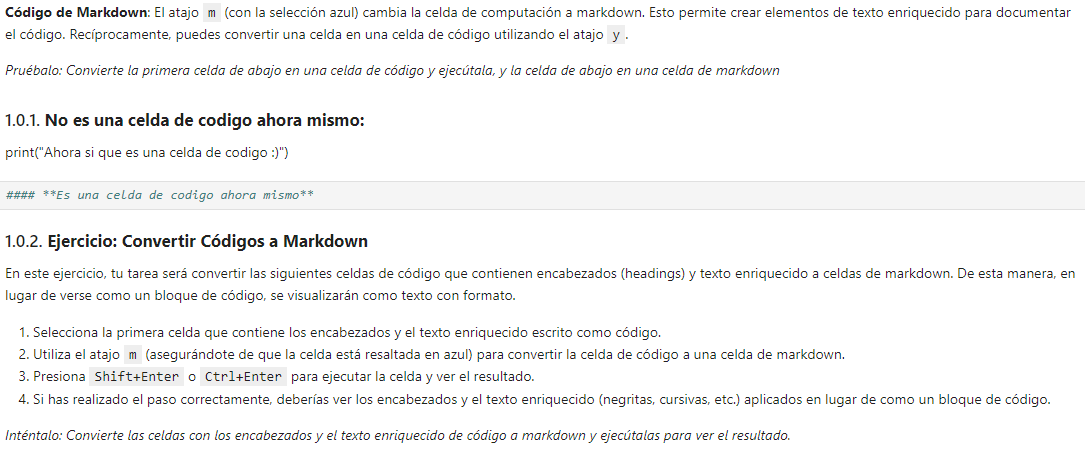 Código de Markdown: El atajo m (con la selección azul) cambia la celda de computación a markdown. Esto permite crear elementos de texto enriquecido para documentar
el código. Recíprocamente, puedes convertir una celda en una celda de código utilizando el atajo y .
Pruébalo: Convierte la primera celda de abajo en una celda de código y ejecútala, y la celda de abajo en una celda de markdown
1.0.1. No es una celda de codigo ahora mismo:
print("Ahora si que es una celda de codigo :)")
#### **Es una celda de codigo ahora mismo**
1.0.2. Ejercicio: Convertir Códigos a Markdown
En este ejercicio, tu tarea será convertir las siguientes celdas de código que contienen encabezados (headings) y texto enriquecido a celdas de markdown. De esta manera, en
lugar de verse como un bloque de código, se visualizarán como texto con formato.
1. Selecciona la primera celda que contiene los encabezados y el texto enriquecido escrito como código.
2. Utiliza el atajo m (asegurándote de que la celda está resaltada en azul) para convertir la celda de código a una celda de markdown.
3. Presiona Shift+Enter o Ctrl+Enter para ejecutar la celda y ver el resultado.
4. Si has realizado el paso correctamente, deberías ver los encabezados y el texto enriquecido (negritas, cursivas, etc.) aplicados en lugar de como un bloque de código.
Inténtalo: Convierte las celdas con los encabezados y el texto enriquecido de código a markdown y ejecútalas para ver el resultado.